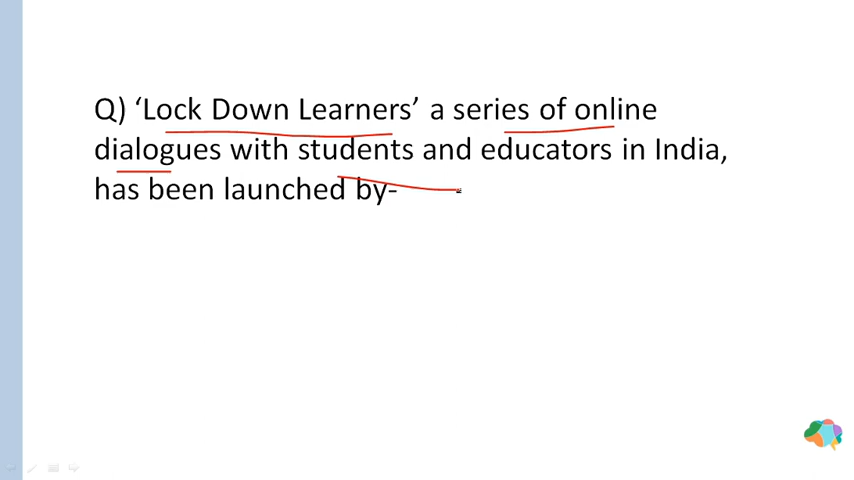 Q) ‘Lock Down Learners’ a series of online
dialogues with students and educators in India,
has been launched by-